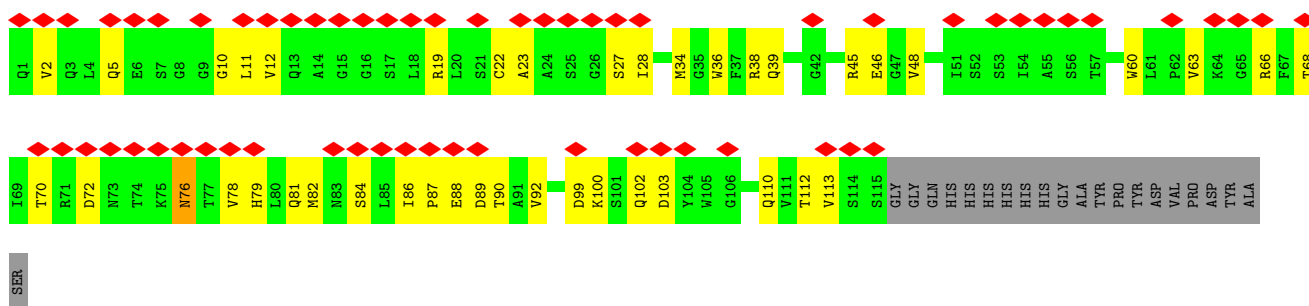 Q1 V2 Q3 L4 Q5 E6 S7 G8 G9 G10 L11 V12 Q13 A14 G15 G16 S17 L18 R19 L20 S21 C22 A23 A24 S25 G26 S27 I28 M34 G35 W36 F37 R38 Q39 G42 R45 E46 G47 V48 I51 S52 S53 I54 A55 S56 T57 W60 L61 P62 V63 K64 G65 R66 F67 T68
I69 T70 R71 D72 N73 T74 K75 N76 T77 V78 H79 L80 Q81 M82 N83 S84 L85 I86 P87 E88 D89 T90 A91 V92 D99 K100 S101 Q102 D103 Y104 W105 G106 Q110 V111 T112 V113 S114 S115 GLY GLY GLN HIS HIS HIS HIS HIS HIS GLY ALA TYR PRO TYR ASP VAL PRO ASP TYR ALA
SER